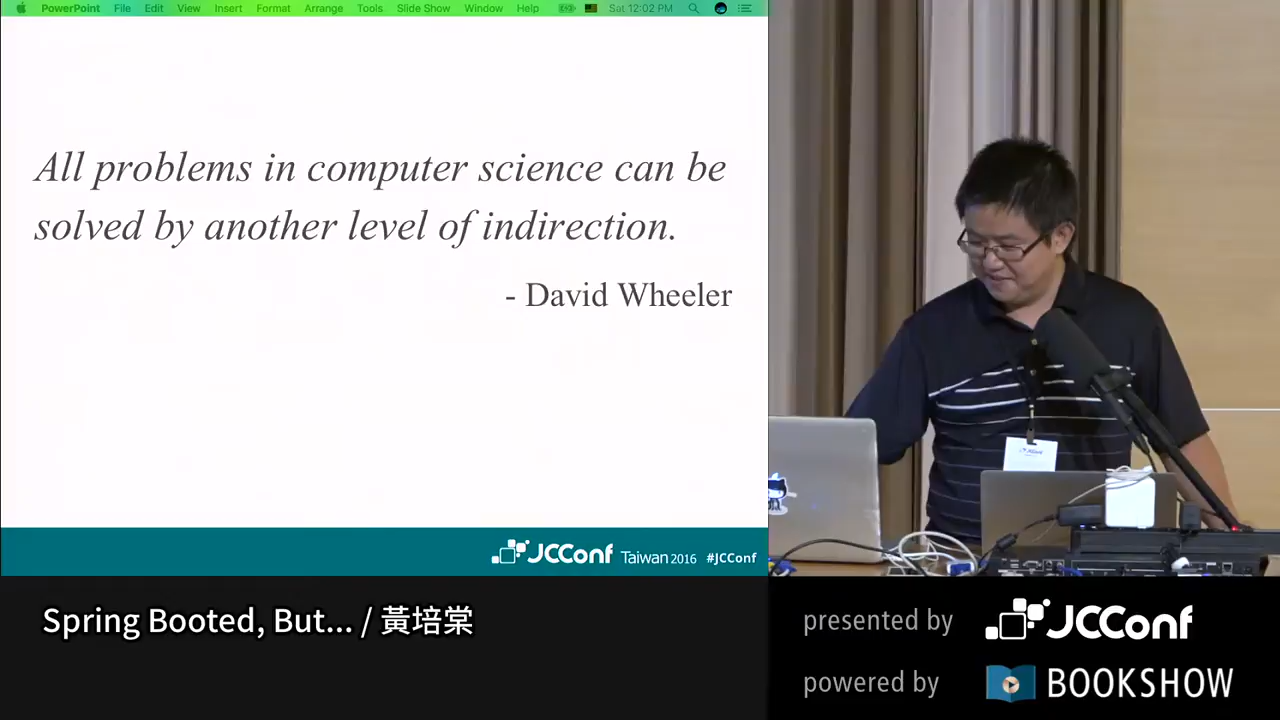 PowerPoint File Edit View Insert Format Arrange Tools Slide Show Window Help Sat 12:02 PM
All problems in computer science can be
solved by another level of indirection.
- David Wheeler
JCConf Taiwan 2016 #JCConf
Spring Booted, But... / 黃培棠
presented by JCConf
powered by BOOKSHOW